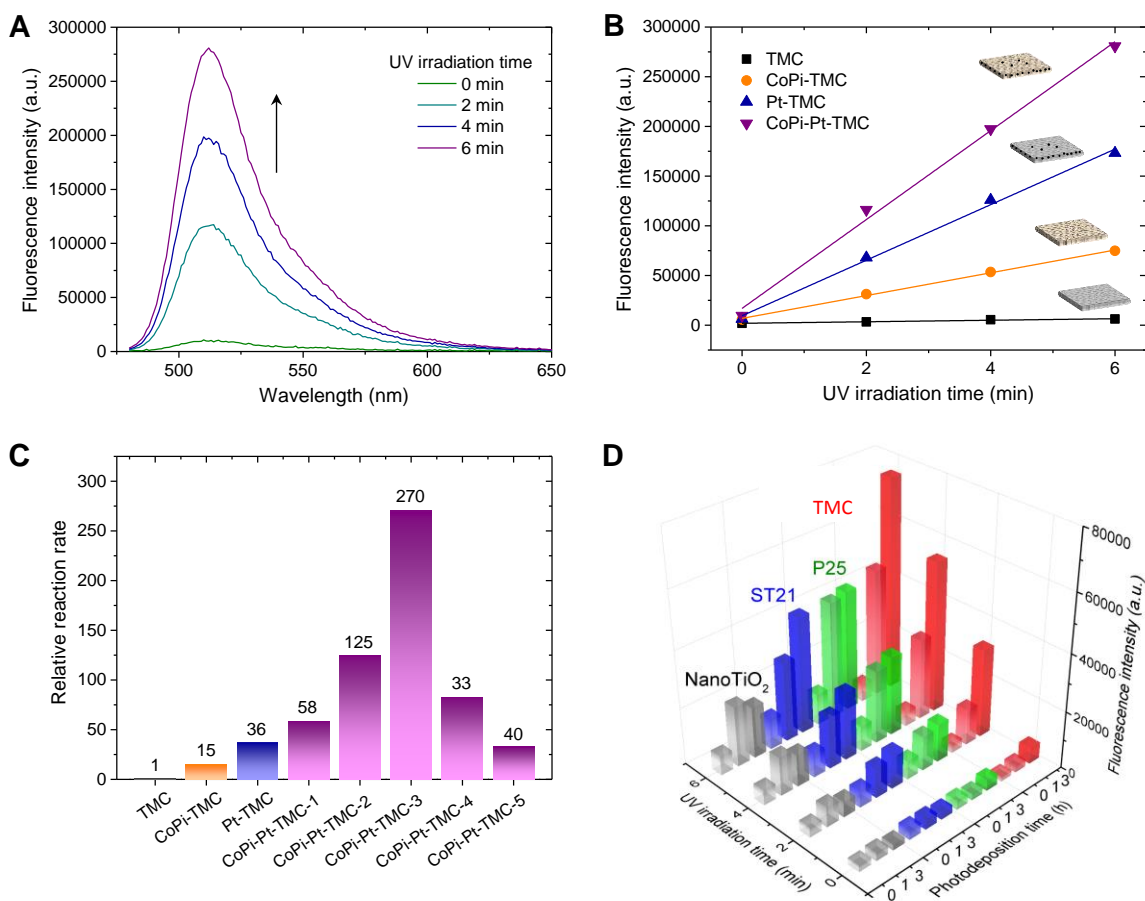 A
300000
250000
200000
150000
100000
50000
0
Fluorescence intensity (a.u.)
UV irradiation time
0 min
2 min
4 min
6 min
500
550
600
650
Wavelength (nm)
B
300000
250000
200000
150000
100000
50000
0
Fluorescence intensity (a.u.)
TMC
CoPi-TMC
Pt-TMC
CoPi-Pt-TMC
0
2
4
6
UV irradiation time (min)
C
300
250
200
150
100
50
0
Relative reaction rate
1
15
36
58
125
270
33
40
TMC
CoPi-TMC
Pt-TMC
CoPi-Pt-TMC-1
CoPi-Pt-TMC-2
CoPi-Pt-TMC-3
CoPi-Pt-TMC-4
CoPi-Pt-TMC-5
D
TMC
P25
ST21
NanoTiO₂
80000
60000
40000
20000
0
Fluorescence intensity (a.u.)
6
4
2
0
UV irradiation time (min)
0 1 3
0 1 3
0 1 3
0 1 3
Photodeposition time (h)